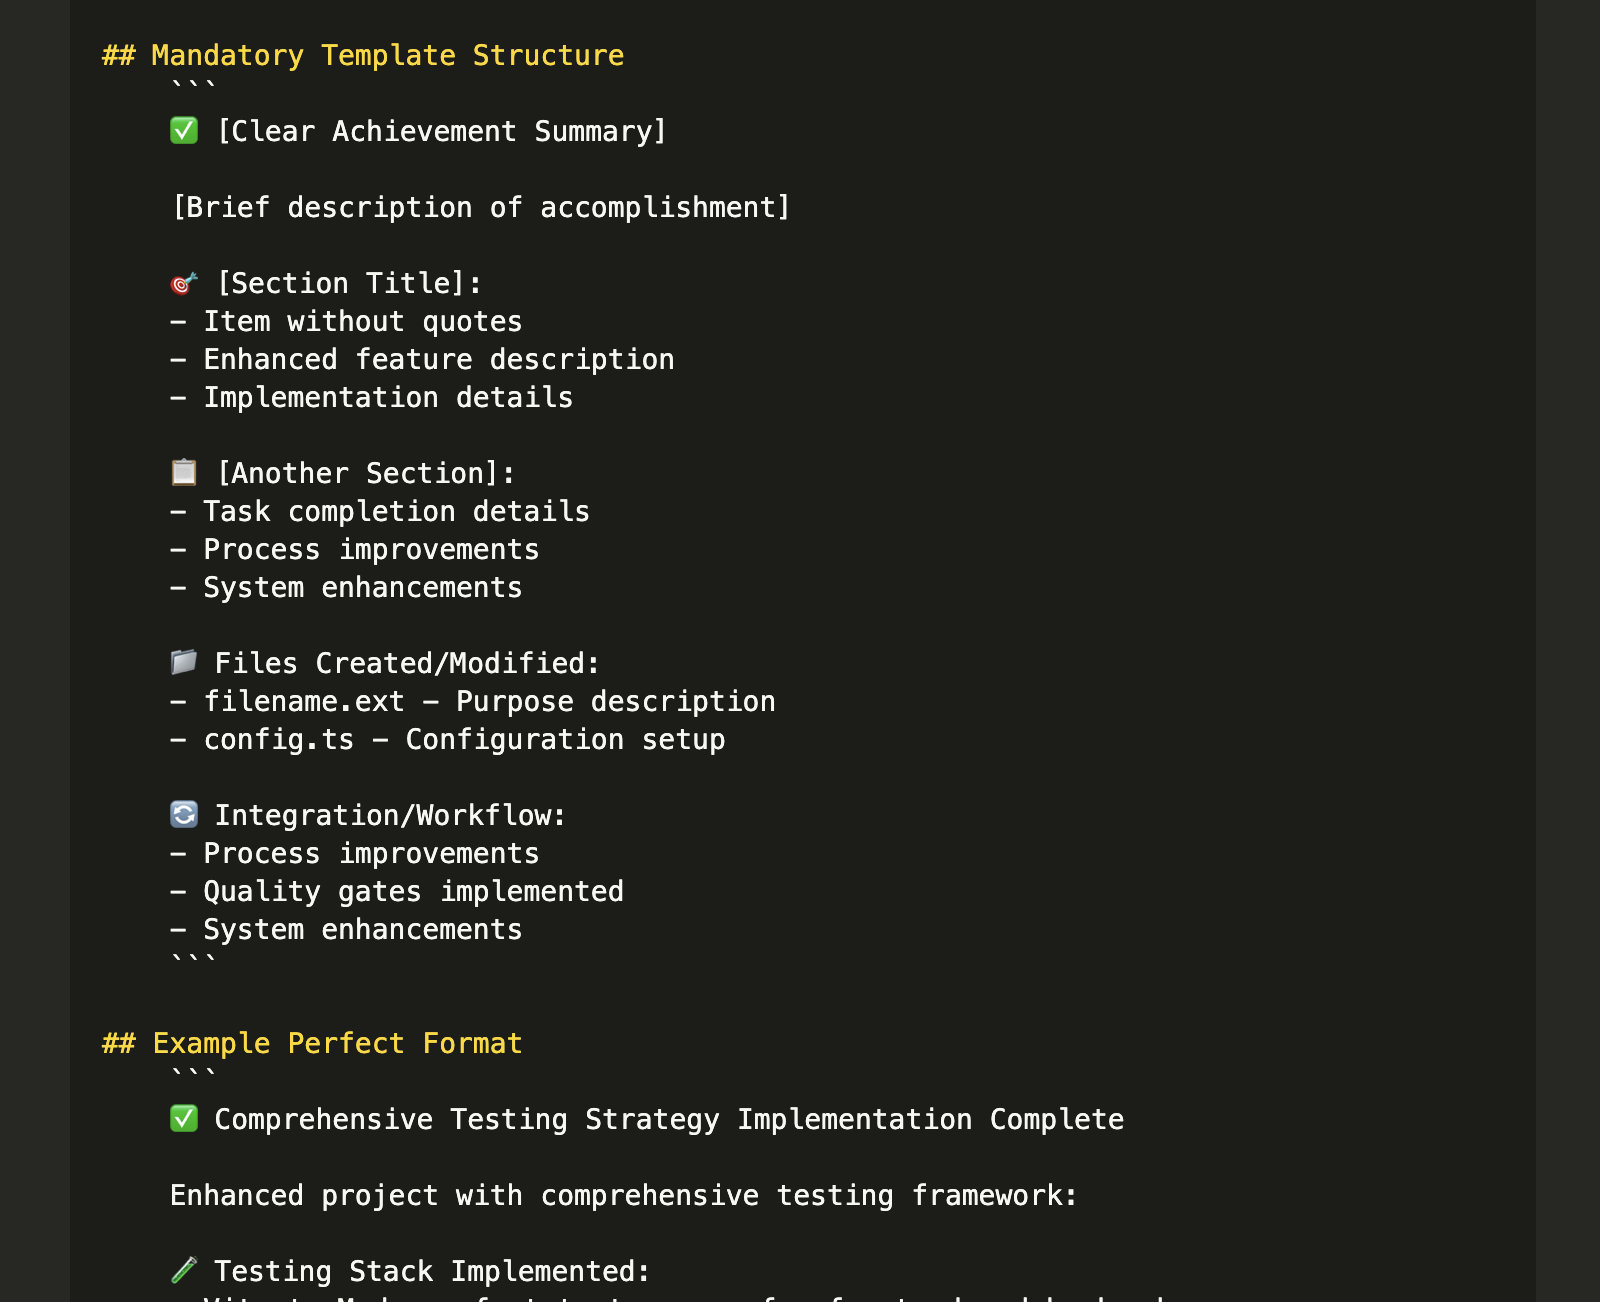 ## Mandatory Template Structure
```
✅ [Clear Achievement Summary]
[Brief description of accomplishment]
🎯 [Section Title]:
- Item without quotes
- Enhanced feature description
- Implementation details
📋 [Another Section]:
- Task completion details
- Process improvements
- System enhancements
📁 Files Created/Modified:
- filename.ext - Purpose description
- config.ts - Configuration setup
🔄 Integration/Workflow:
- Process improvements
- Quality gates implemented
- System enhancements
```
## Example Perfect Format
```
✅ Comprehensive Testing Strategy Implementation Complete
Enhanced project with comprehensive testing framework:
🧪 Testing Stack Implemented: